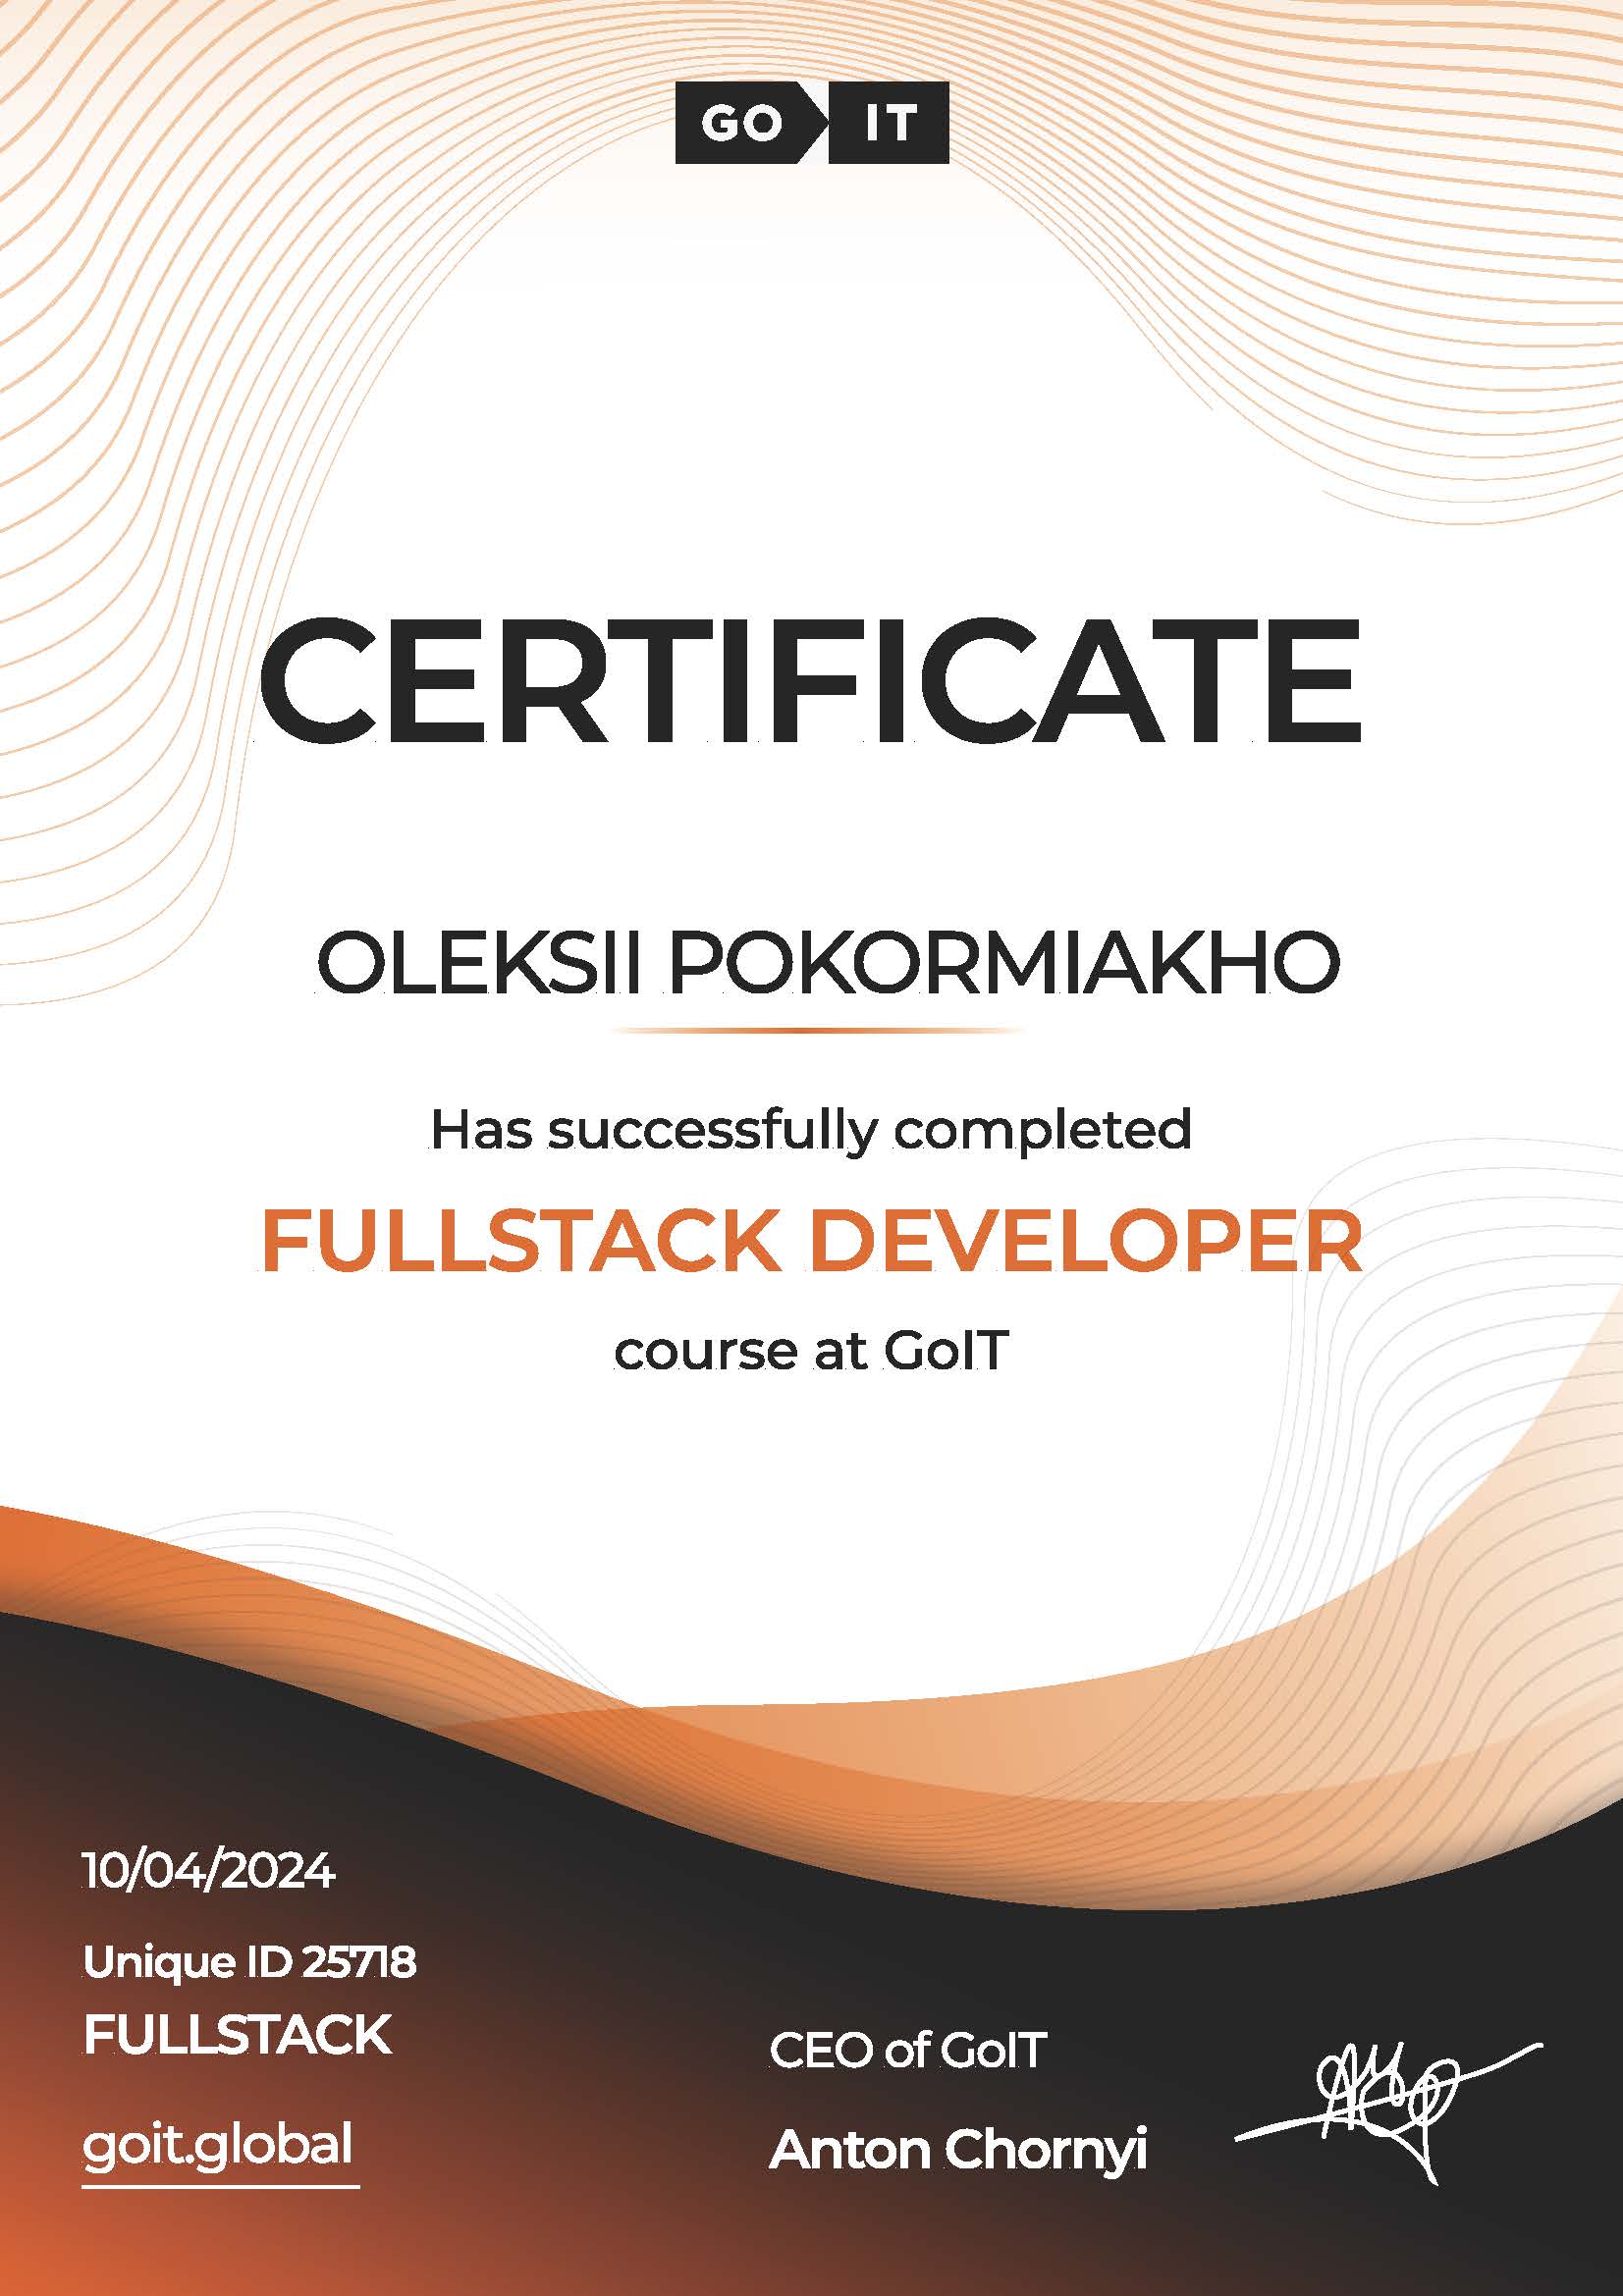 GO IT
CERTIFICATE
OLEKSII POKORMIAKHO
Has successfully completed
FULLSTACK DEVELOPER
course at GoIT
10/04/2024
Unique ID 25718
FULLSTACK
goit.global
CEO of GoIT
Anton Chornyi